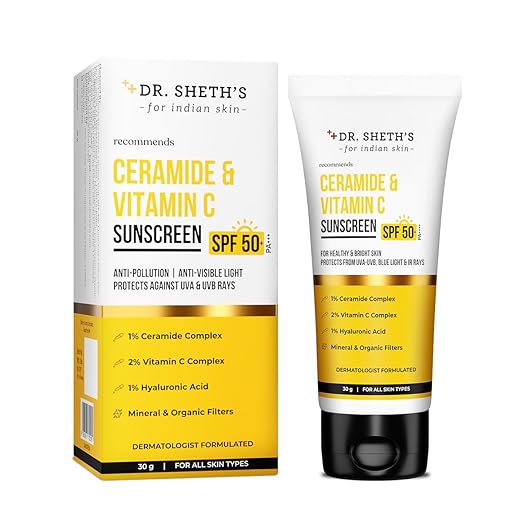 DR. SHETH'S
-for indian skin-
recommends
CERAMIDE &
VITAMIN C
SUNSCREEN SPF 50+
PA+++
ANTI-POLLUTION | ANTI-VISIBLE LIGHT
PROTECTS AGAINST UVA & UVB RAYS
1% Ceramide Complex
2% Vitamin C Complex
1% Hyaluronic Acid
Mineral & Organic Filters
DERMATOLOGIST FORMULATED
30 g | FOR ALL SKIN TYPES
DR. SHETH'S
-for indian skin-
recommends
CERAMIDE &
VITAMIN C
SUNSCREEN SPF 50+
FOR HEALTHY & BRIGHT SKIN
PROTECTS FROM UVA-UVB, BLUE LIGHT & IR RAYS
1% Ceramide Complex
2% Vitamin C Complex
1% Hyaluronic Acid
Mineral & Organic Filters
DERMATOLOGIST FORMULATED
30 g | FOR ALL SKIN TYPES